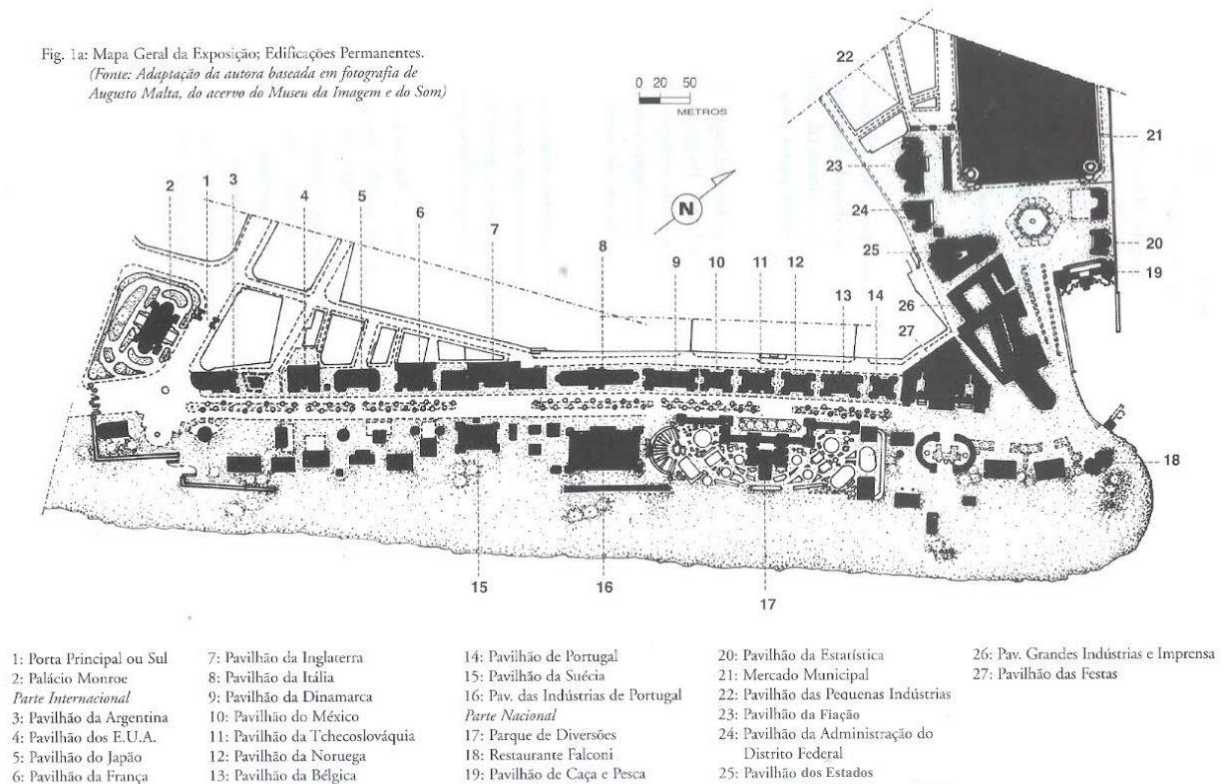 Fig. 1a: Mapa Geral da Exposição; Edificações Permanentes.
(Fonte: Adaptação da autora baseada em fotografia de
Augusto Malta, do acervo do Museu da Imagem e do Som)
0 20 50
METROS
N
22
21
23
24
20
25
19
26
27
2 1 3 4 5 6 7 8 9 10 11 12 13 14
18
15 16 17
1: Porta Principal ou Sul
2: Palácio Monroe
Parte Internacional
3: Pavilhão da Argentina
4: Pavilhão dos E.U.A.
5: Pavilhão do Japão
6: Pavilhão da França
7: Pavilhão da Inglaterra
8: Pavilhão da Itália
9: Pavilhão da Dinamarca
10: Pavilhão do México
11: Pavilhão da Tchecoslováquia
12: Pavilhão da Noruega
13: Pavilhão da Bélgica
14: Pavilhão de Portugal
15: Pavilhão da Suécia
16: Pav. das Indústrias de Portugal
Parte Nacional
17: Parque de Diversões
18: Restaurante Falconi
19: Pavilhão de Caça e Pesca
20: Pavilhão da Estatística
21: Mercado Municipal
22: Pavilhão das Pequenas Indústrias
23: Pavilhão da Fiação
24: Pavilhão da Administração do
Distrito Federal
25: Pavilhão dos Estados
26: Pav. Grandes Indústrias e Imprensa
27: Pavilhão das Festas